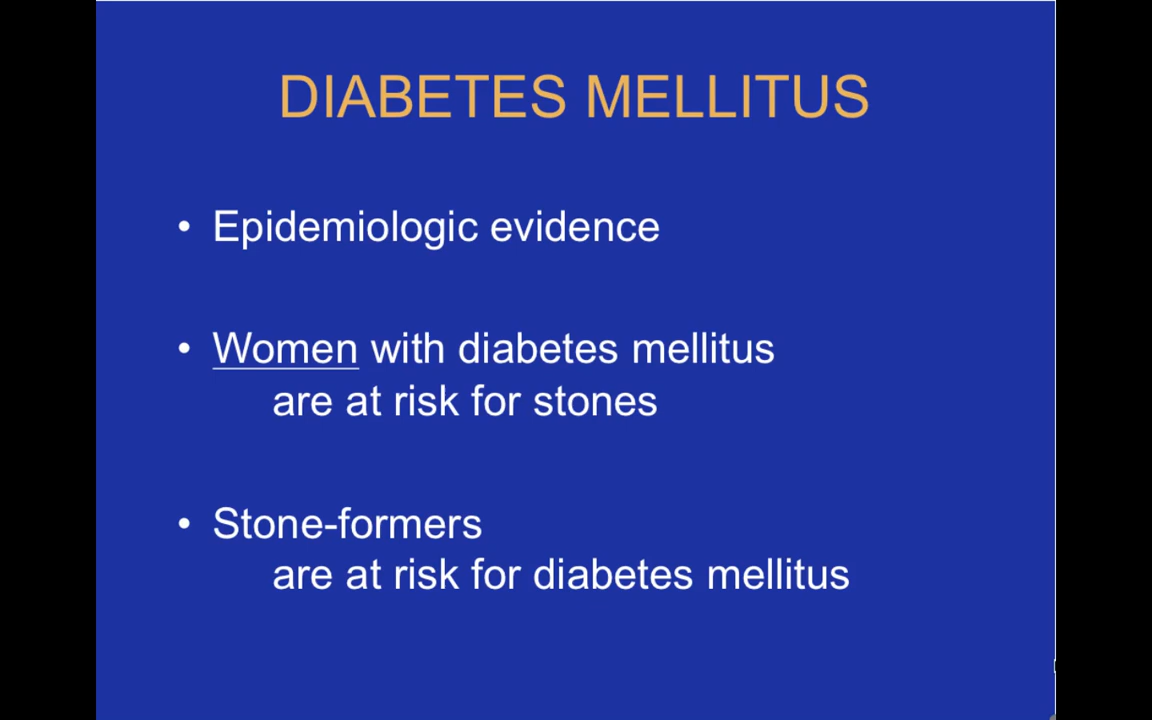 DIABETES MELLITUS
• Epidemiologic evidence
• Women with diabetes mellitus
are at risk for stones
• Stone-formers
are at risk for diabetes mellitus